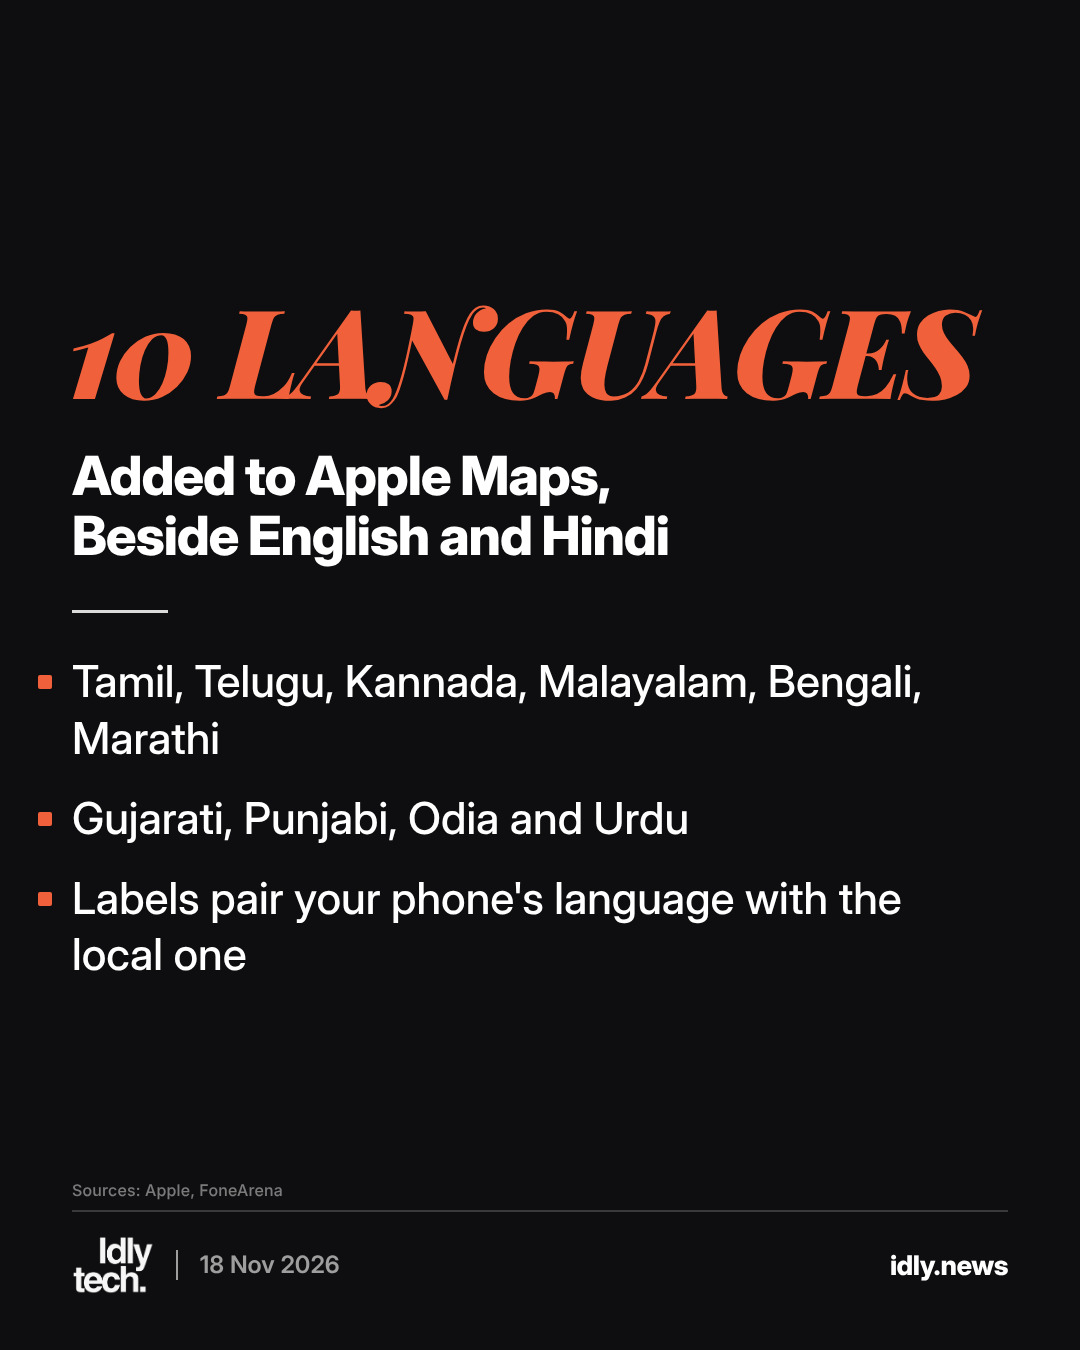 10 LANGUAGES
Added to Apple Maps,
Beside English and Hindi
Tamil, Telugu, Kannada, Malayalam, Bengali,
Marathi
Gujarati, Punjabi, Odia and Urdu
Labels pair your phone's language with the
local one
Sources: Apple, FoneArena
Idly
tech.
18 Nov 2026
idly.news